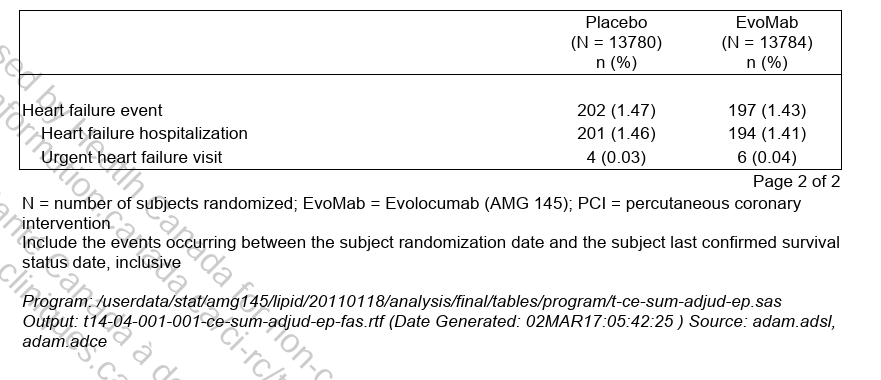 Placebo EvoMab
(N = 13780) (N = 13784)
n (%) n (%)
Heart failure event 202 (1.47) 197 (1.43)
Heart failure hospitalization 201 (1.46) 194 (1.41)
Urgent heart failure visit 4 (0.03) 6 (0.04)
Page 2 of 2
N = number of subjects randomized; EvoMab = Evolocumab (AMG 145); PCI = percutaneous coronary
intervention
Include the events occurring between the subject randomization date and the subject last confirmed survival
status date, inclusive
Program: /userdata/stat/amg145/lipid/20110118/analysis/final/tables/program/t-ce-sum-adjud-ep.sas
Output: t14-04-001-001-ce-sum-adjud-ep-fas.rtf (Date Generated: 02MAR17:05:42:25 ) Source: adam.adsl,
adam.adce
by Health Canada for